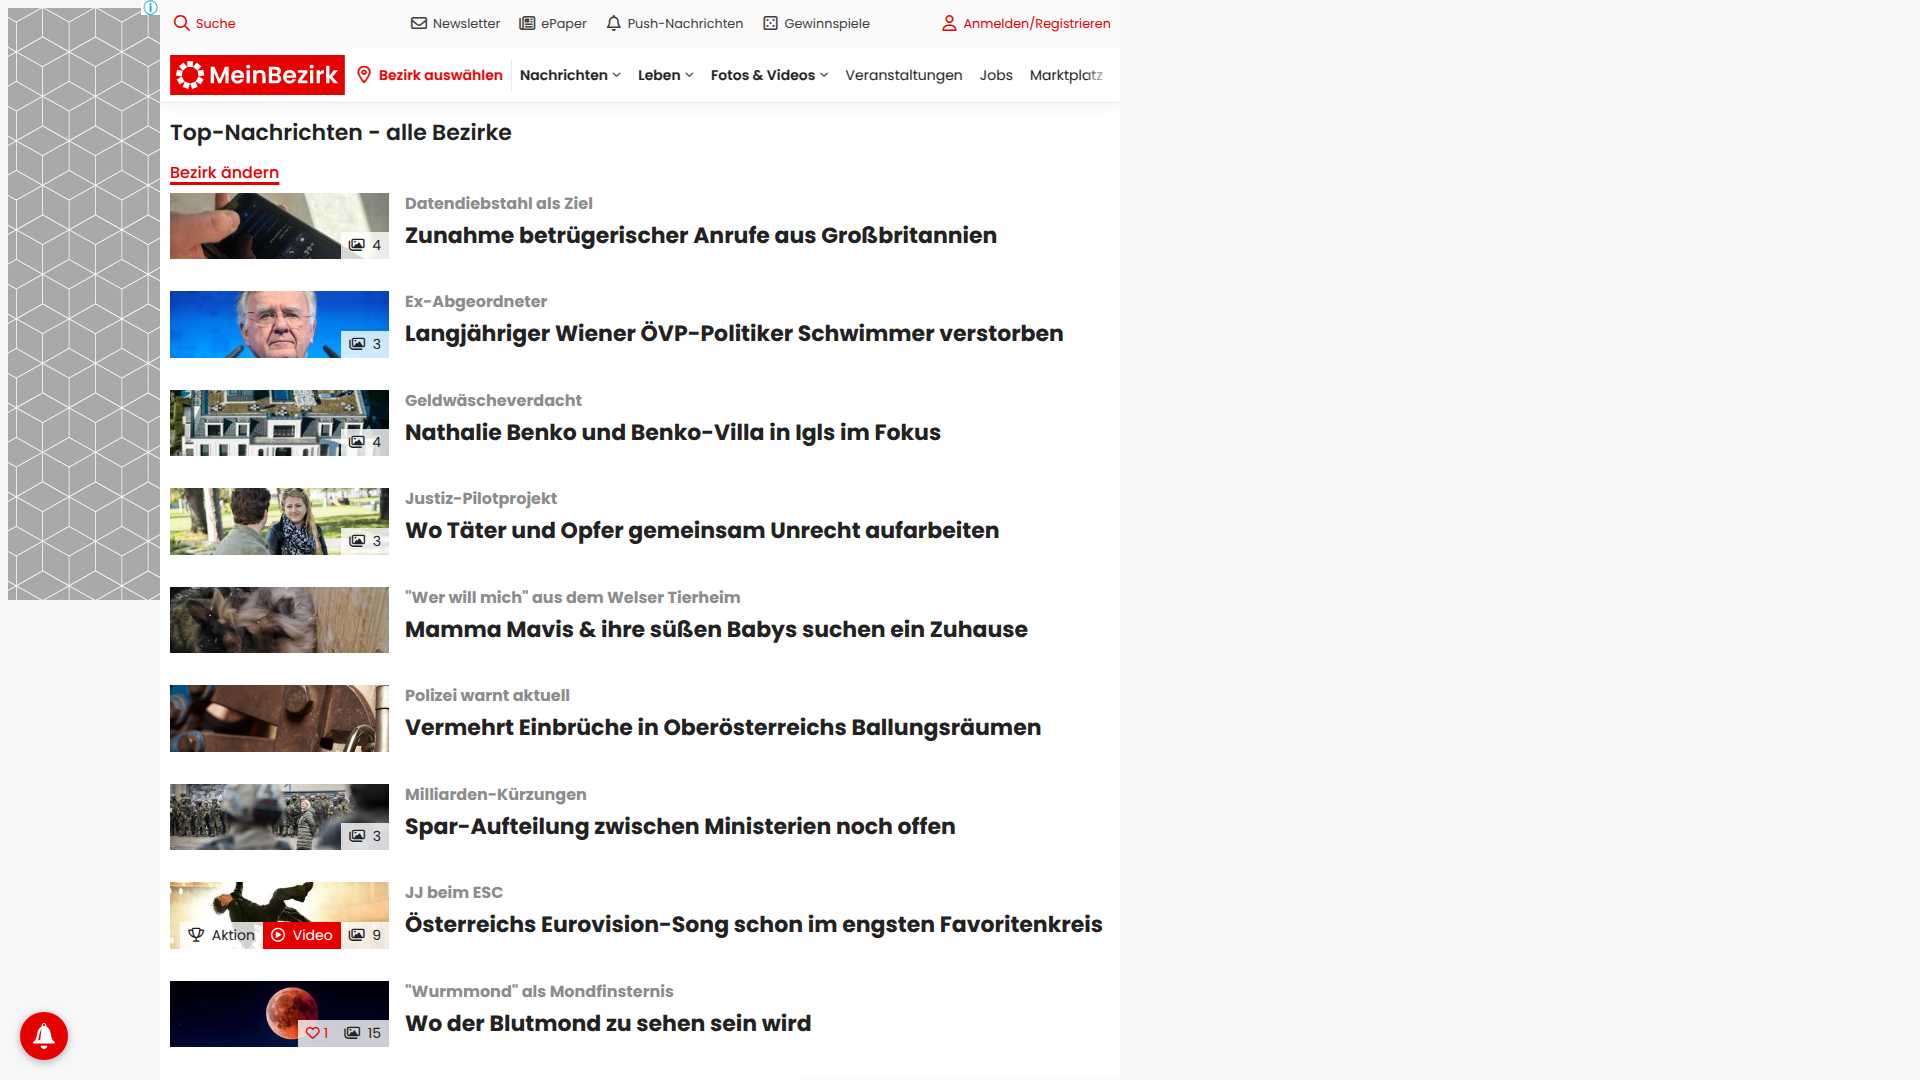 Suche
Newsletter
ePaper
Push-Nachrichten
Gewinnspiele
Anmelden/Registrieren
MeinBezirk
Bezirk auswählen
Nachrichten
Leben
Fotos & Videos
Veranstaltungen
Jobs
Marktplatz
Top-Nachrichten - alle Bezirke
Bezirk ändern
4
Datendiebstahl als Ziel
Zunahme betrügerischer Anrufe aus Großbritannien
3
Ex-Abgeordneter
Langjähriger Wiener ÖVP-Politiker Schwimmer verstorben
4
Geldwäscheverdacht
Nathalie Benko und Benko-Villa in Igls im Fokus
3
Justiz-Pilotprojekt
Wo Täter und Opfer gemeinsam Unrecht aufarbeiten
"Wer will mich" aus dem Welser Tierheim
Mamma Mavis & ihre süßen Babys suchen ein Zuhause
Polizei warnt aktuell
Vermehrt Einbrüche in Oberösterreichs Ballungsräumen
3
Milliarden-Kürzungen
Spar-Aufteilung zwischen Ministerien noch offen
Aktion
Video
9
JJ beim ESC
Österreichs Eurovision-Song schon im engsten Favoritenkreis
1
15
"Wurmmond" als Mondfinsternis
Wo der Blutmond zu sehen sein wird